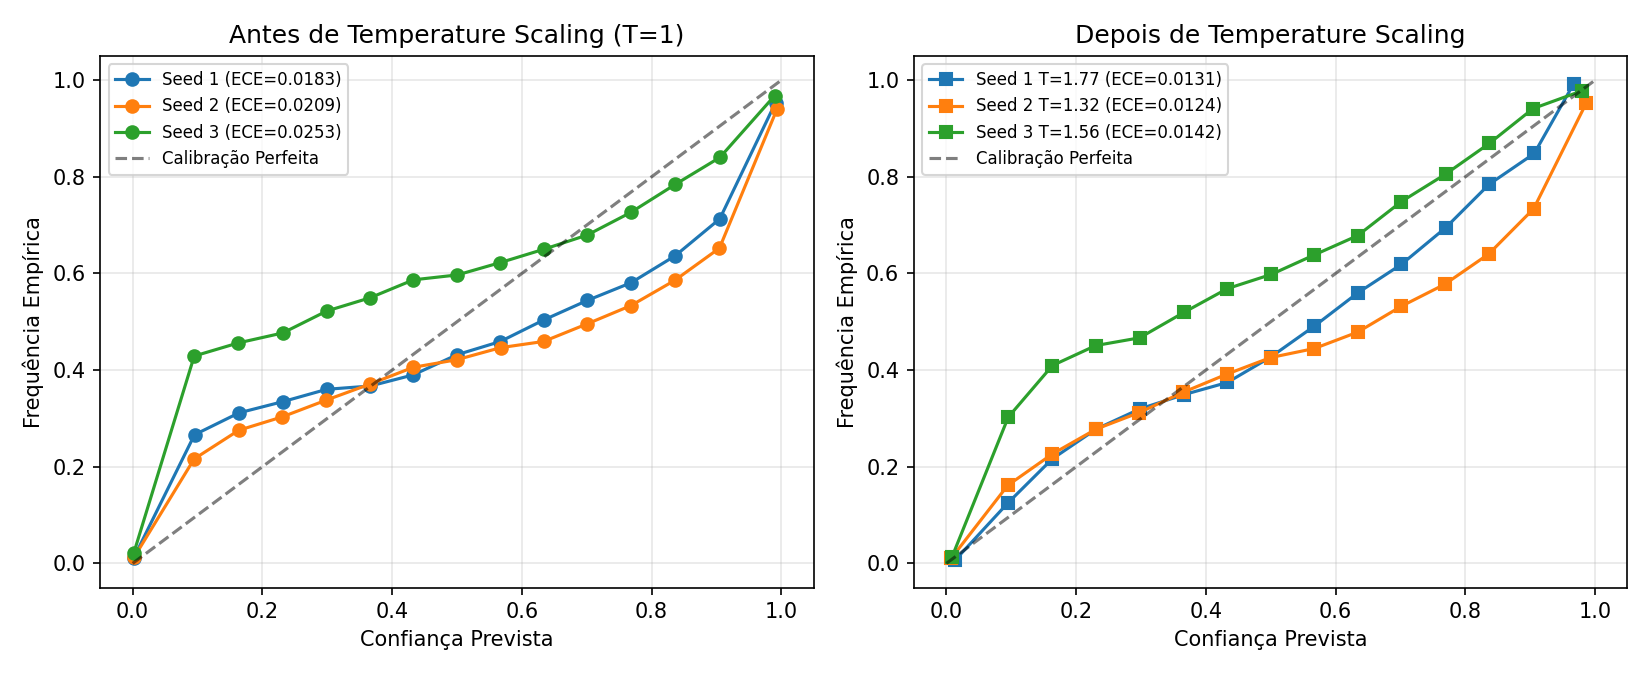 Antes de Temperature Scaling (T=1)
Seed 1 (ECE=0.0183)
Seed 2 (ECE=0.0209)
Seed 3 (ECE=0.0253)
Calibração Perfeita
1.0
0.8
0.6
0.4
0.2
0.0
Frequência Empírica
0.0 0.2 0.4 0.6 0.8 1.0
Confiança Prevista
Depois de Temperature Scaling
Seed 1 T=1.77 (ECE=0.0131)
Seed 2 T=1.32 (ECE=0.0124)
Seed 3 T=1.56 (ECE=0.0142)
Calibração Perfeita
1.0
0.8
0.6
0.4
0.2
0.0
Frequência Empírica
0.0 0.2 0.4 0.6 0.8 1.0
Confiança Prevista